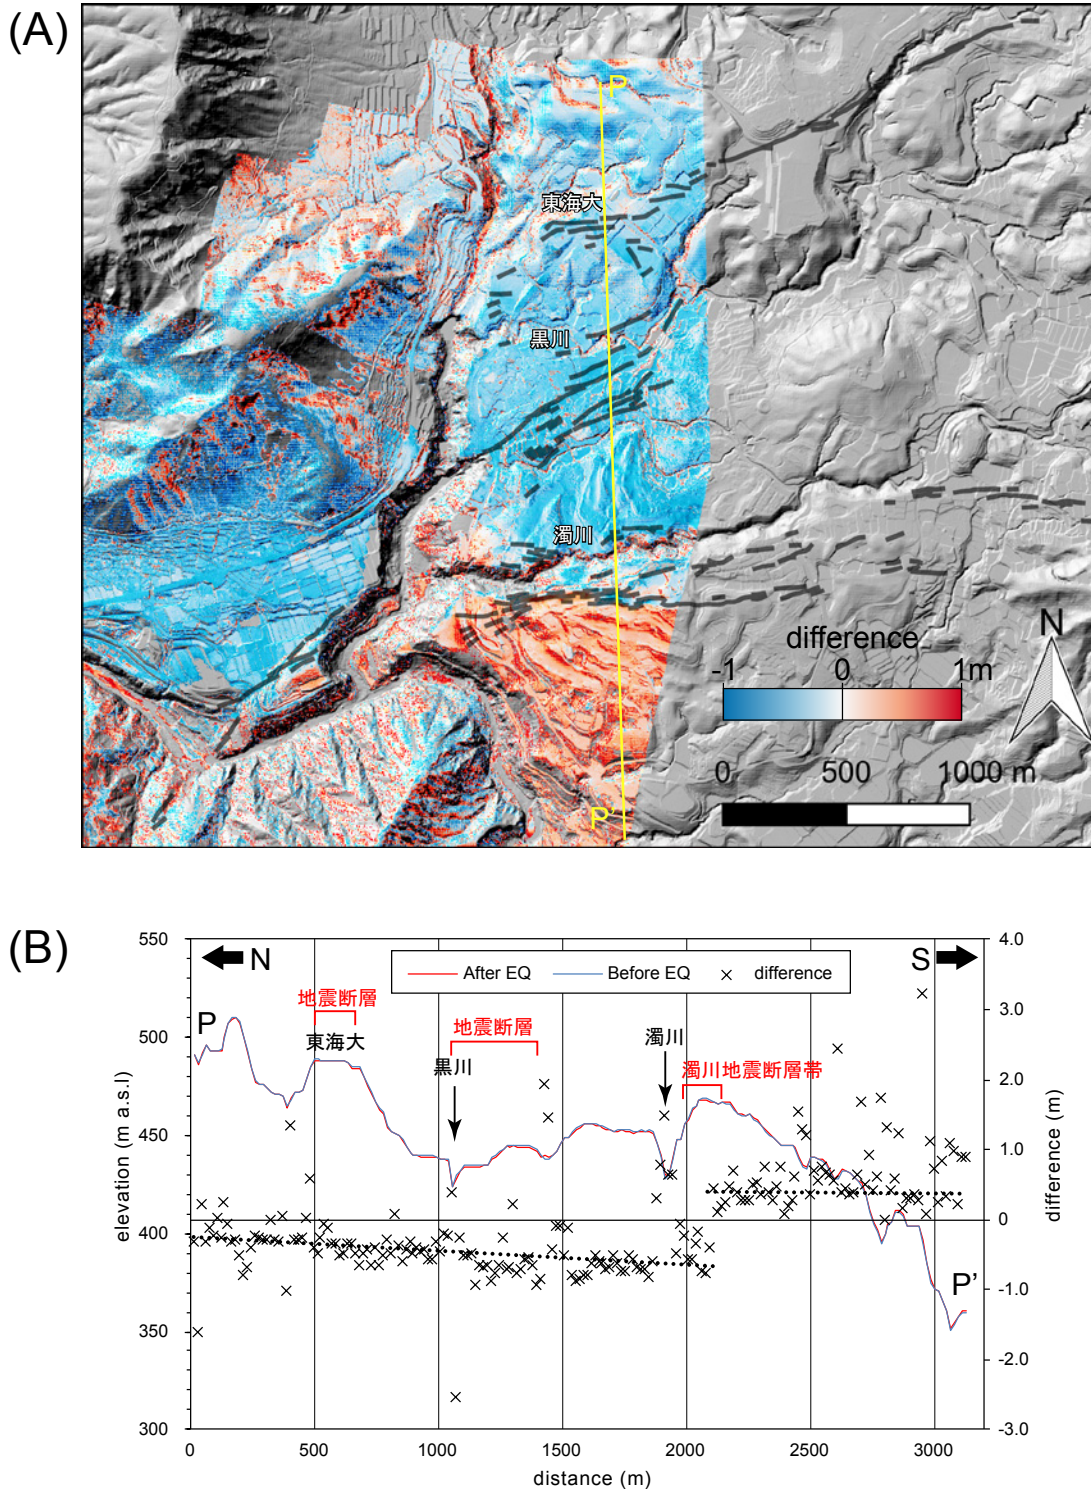 (A)
P
東海大
黒川
濁川
difference
-1 0 1m
N
0 500 1000 m
P'
(B)
N
S
After EQ
Before EQ
difference
P
地震断層
東海大
黒川
地震断層
濁川
濁川地震断層帯
P'
550
500
450
400
350
300
elevation (m a.s.l)
4.0
3.0
2.0
1.0
0
-1.0
-2.0
-3.0
difference (m)
0 500 1000 1500 2000 2500 3000
distance (m)